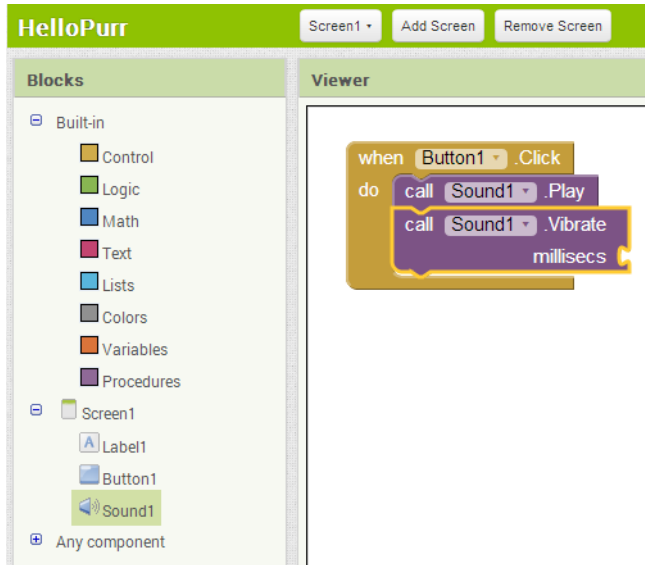 HelloPurr
Screen1
Add Screen
Remove Screen
Blocks
Built-in
Control
Logic
Math
Text
Lists
Colors
Variables
Procedures
Screen1
A Label1
Button1
Sound1
Any component
Viewer
when Button1 .Click
do call Sound1 .Play
call Sound1 .Vibrate
millisecs